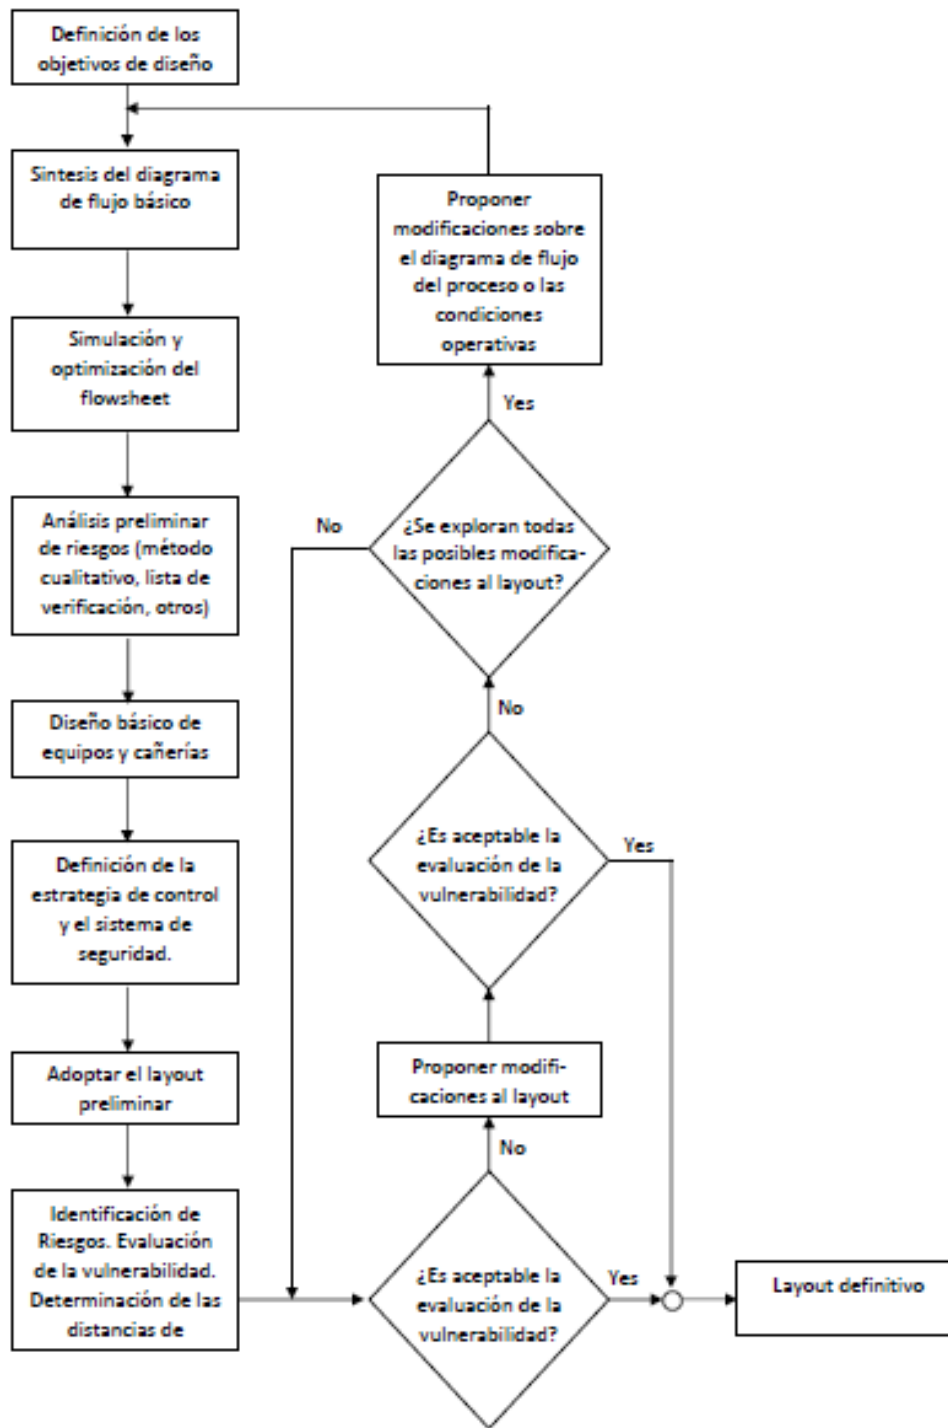 Definición de los
objetivos de diseño
Sintesis del diagrama
de flujo básico
Simulación y
optimización del
flowsheet
Análisis preliminar
de riesgos (método
cualitativo, lista de
verificación, otros)
Diseño básico de
equipos y cañerías
Definición de la
estrategia de control
y el sistema de
seguridad.
Adoptar el layout
preliminar
Identificación de
Riesgos. Evaluación
de la vulnerabilidad.
Determinación de las
distancias de
¿Es aceptable la
evaluación de la
vulnerabilidad?
No
Yes
Proponer modifi-
caciones al layout
¿Es aceptable la
evaluación de la
vulnerabilidad?
No
Yes
¿Se exploran todas
las posibles modifica-
ciones al layout?
No
Yes
Proponer
modificaciones sobre
el diagrama de flujo
del proceso o las
condiciones
operativas
Layout definitivo